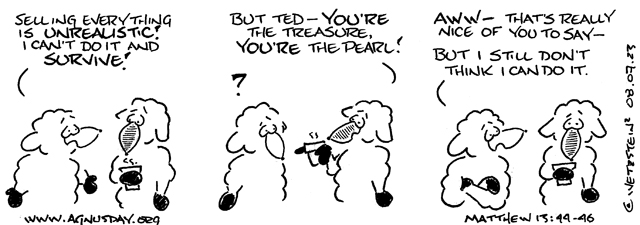 SELLING EVERYTHING
IS UNREALISTIC!
I CAN'T DO IT AND
SURVIVE!
BUT TED– YOU'RE
THE TREASURE,
YOU'RE THE PEARL!
?
AWW– THAT'S REALLY
NICE OF YOU TO SAY–
BUT I STILL DON'T
THINK I CAN DO IT.
WWW.AGNUSDAY.ORG
MATTHEW 13:44-46
© WETZSTEIN² 08.07.23